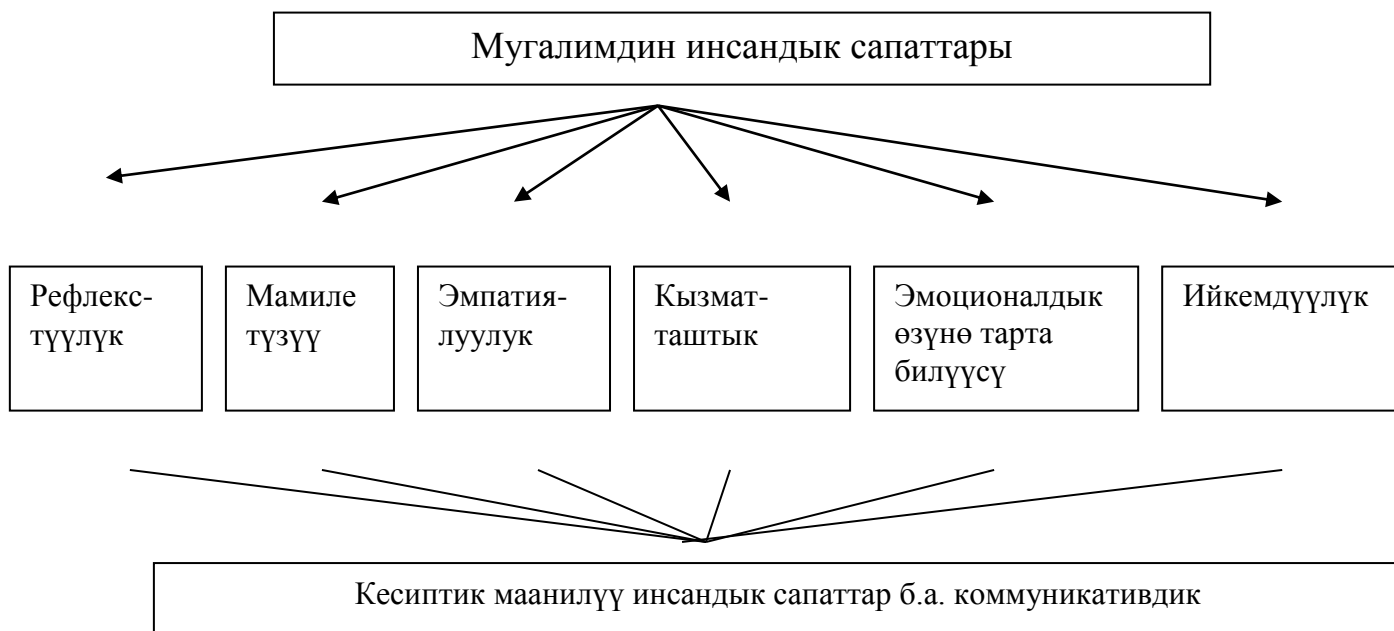 Мугалимдин инсандык сапаттары
Рефлекс-
түүлүк
Мамиле
түзүү
Эмпатия-
луулук
Кызмат-
таштык
Эмоционалдык
өзүнө тарта
билүүсү
Ийкемдүүлүк
Кесиптик маанилүү инсандык сапаттар б.а. коммуникативдик